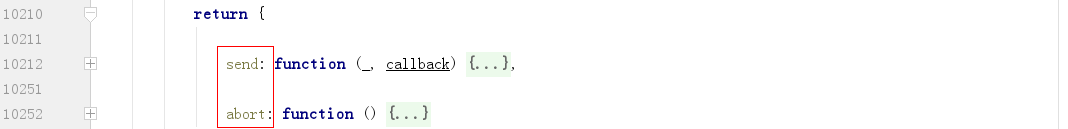 10210 return {
10211
10212 send: function (_, callback) {...},
10251
10252 abort: function () {...}